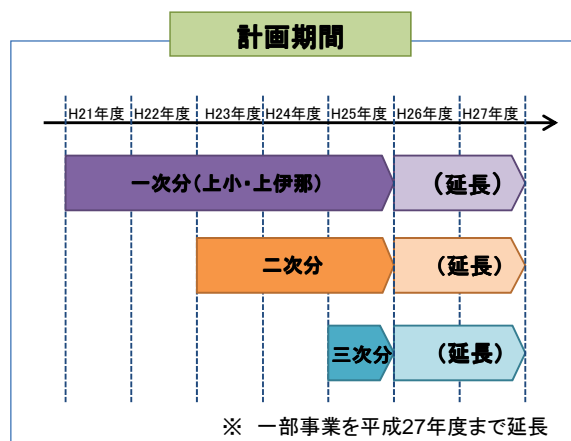 計画期間
H21年度 H22年度 H23年度 H24年度 H25年度 H26年度 H27年度
一次分(上小・上伊那) (延長)
二次分 (延長)
三次分 (延長)
※ 一部事業を平成27年度まで延長